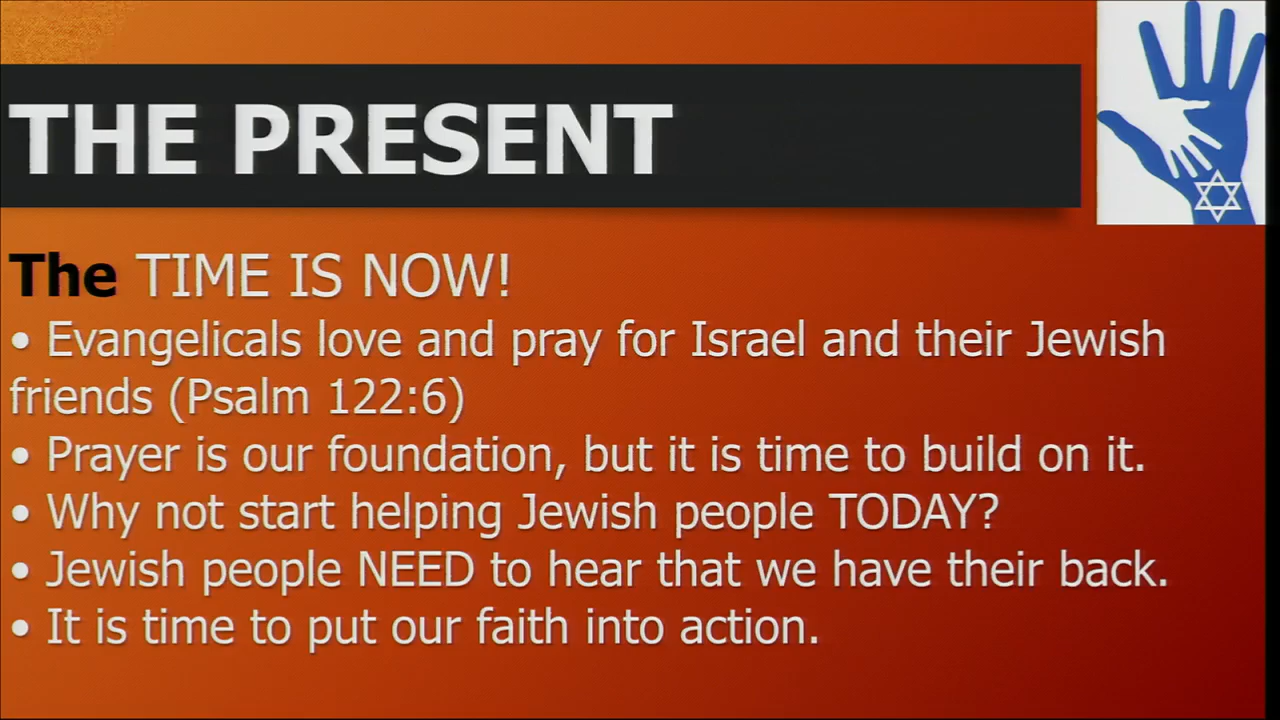 THE PRESENT
The TIME IS NOW!
• Evangelicals love and pray for Israel and their Jewish
friends (Psalm 122:6)
• Prayer is our foundation, but it is time to build on it.
• Why not start helping Jewish people TODAY?
• Jewish people NEED to hear that we have their back.
• It is time to put our faith into action.